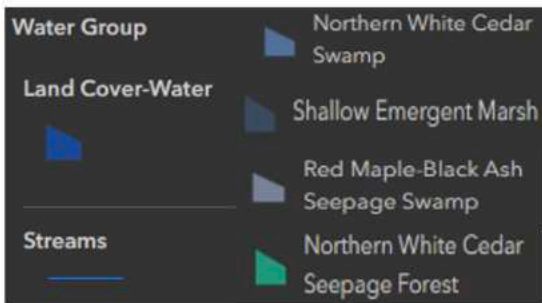 Water Group
Land Cover-Water
Streams
Northern White Cedar
Swamp
Shallow Emergent Marsh
Red Maple-Black Ash
Seepage Swamp
Northern White Cedar
Seepage Forest